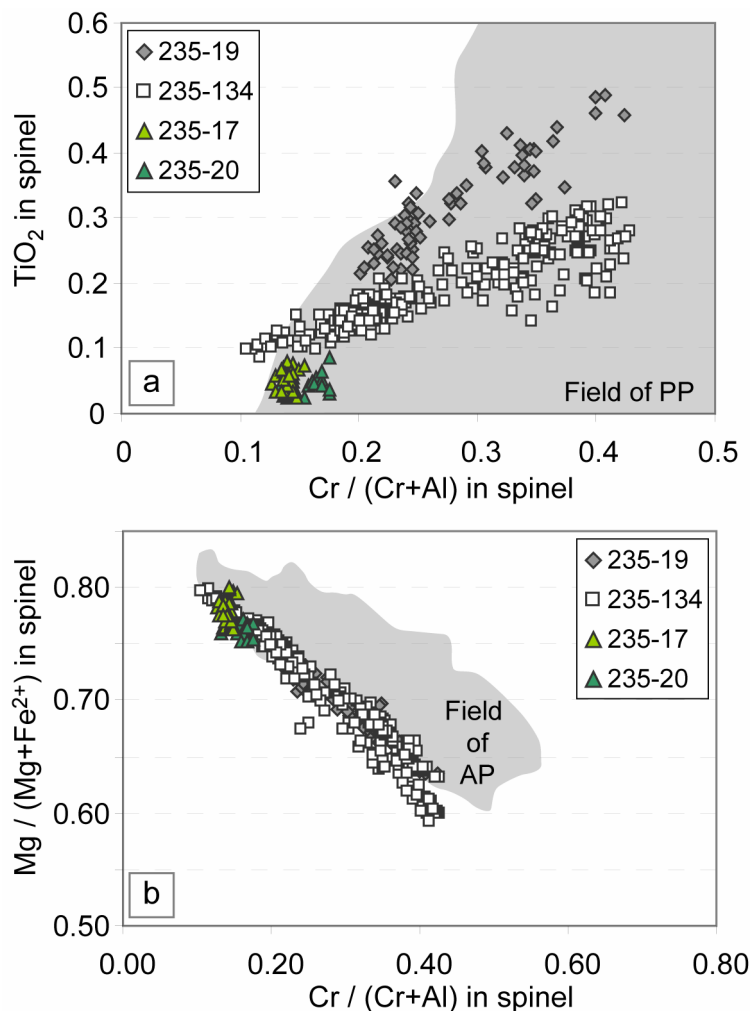 0.6
0.5
0.4
0.3
0.2
0.1
0
TiO2 in spinel
235-19
235-134
235-17
235-20
a
Field of PP
0 0.1 0.2 0.3 0.4 0.5
Cr / (Cr+Al) in spinel
0.80
0.70
0.60
0.50
Mg / (Mg+Fe2+) in spinel
235-19
235-134
235-17
235-20
Field
of
AP
b
0.00 0.20 0.40 0.60 0.80
Cr / (Cr+Al) in spinel